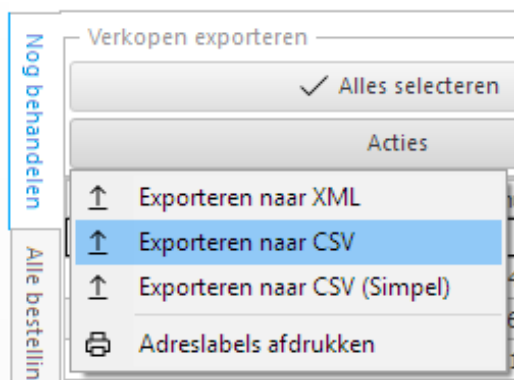 Nog behandelen
Verkopen exporteren
Alles selecteren
Acties
Exporteren naar XML
Exporteren naar CSV
Exporteren naar CSV (Simpel)
Adreslabels afdrukken
Alle bestellin